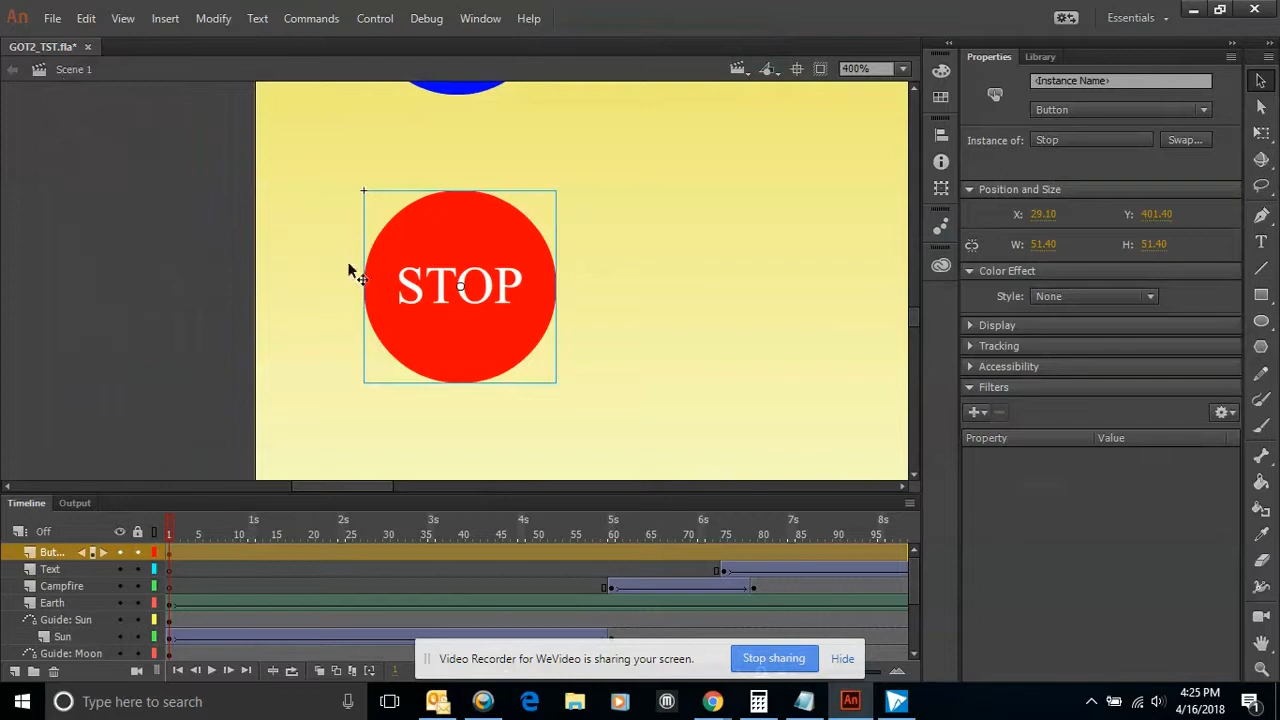 An File Edit View Insert Modify Text Commands Control Debug Window Help Essentials
GOT2_TST.fla* ×
Scene 1 400%
Properties Library
<Instance Name>
Button
Instance of: Stop Swap...
Position and Size
X: 29.10 Y: 401.40
W: 51.40 H: 51.40
Color Effect
Style: None
Display
Tracking
Accessibility
Filters
Property Value
STOP
Timeline Output
Off 1s 2s 3s 4s 5s 6s 7s 8s
1 5 10 15 20 25 30 35 40 45 50 55 60 65 70 75 80 85 90 95
But...
Text
Campfire
Earth
Guide: Sun
Sun
Guide: Moon
1
Video Recorder for WeVideo is sharing your screen. Stop sharing Hide
Type here to search
An
4:25 PM
4/16/2018